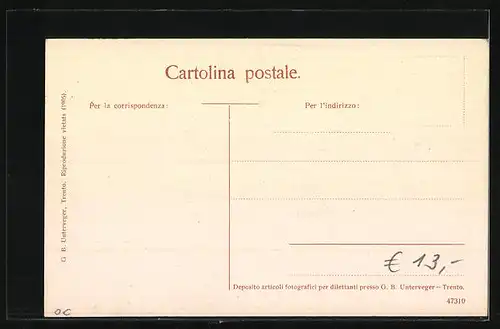 Cartolina postale.
Per la corrispondenza:
Per l'indirizzo:
G. B. Unterveger, Trento. Riproduzione vietata (1905).
€ 13,-
Deposito articoli fotografici per dilettanti presso G. B. Unterveger – Trento.
47319
OC